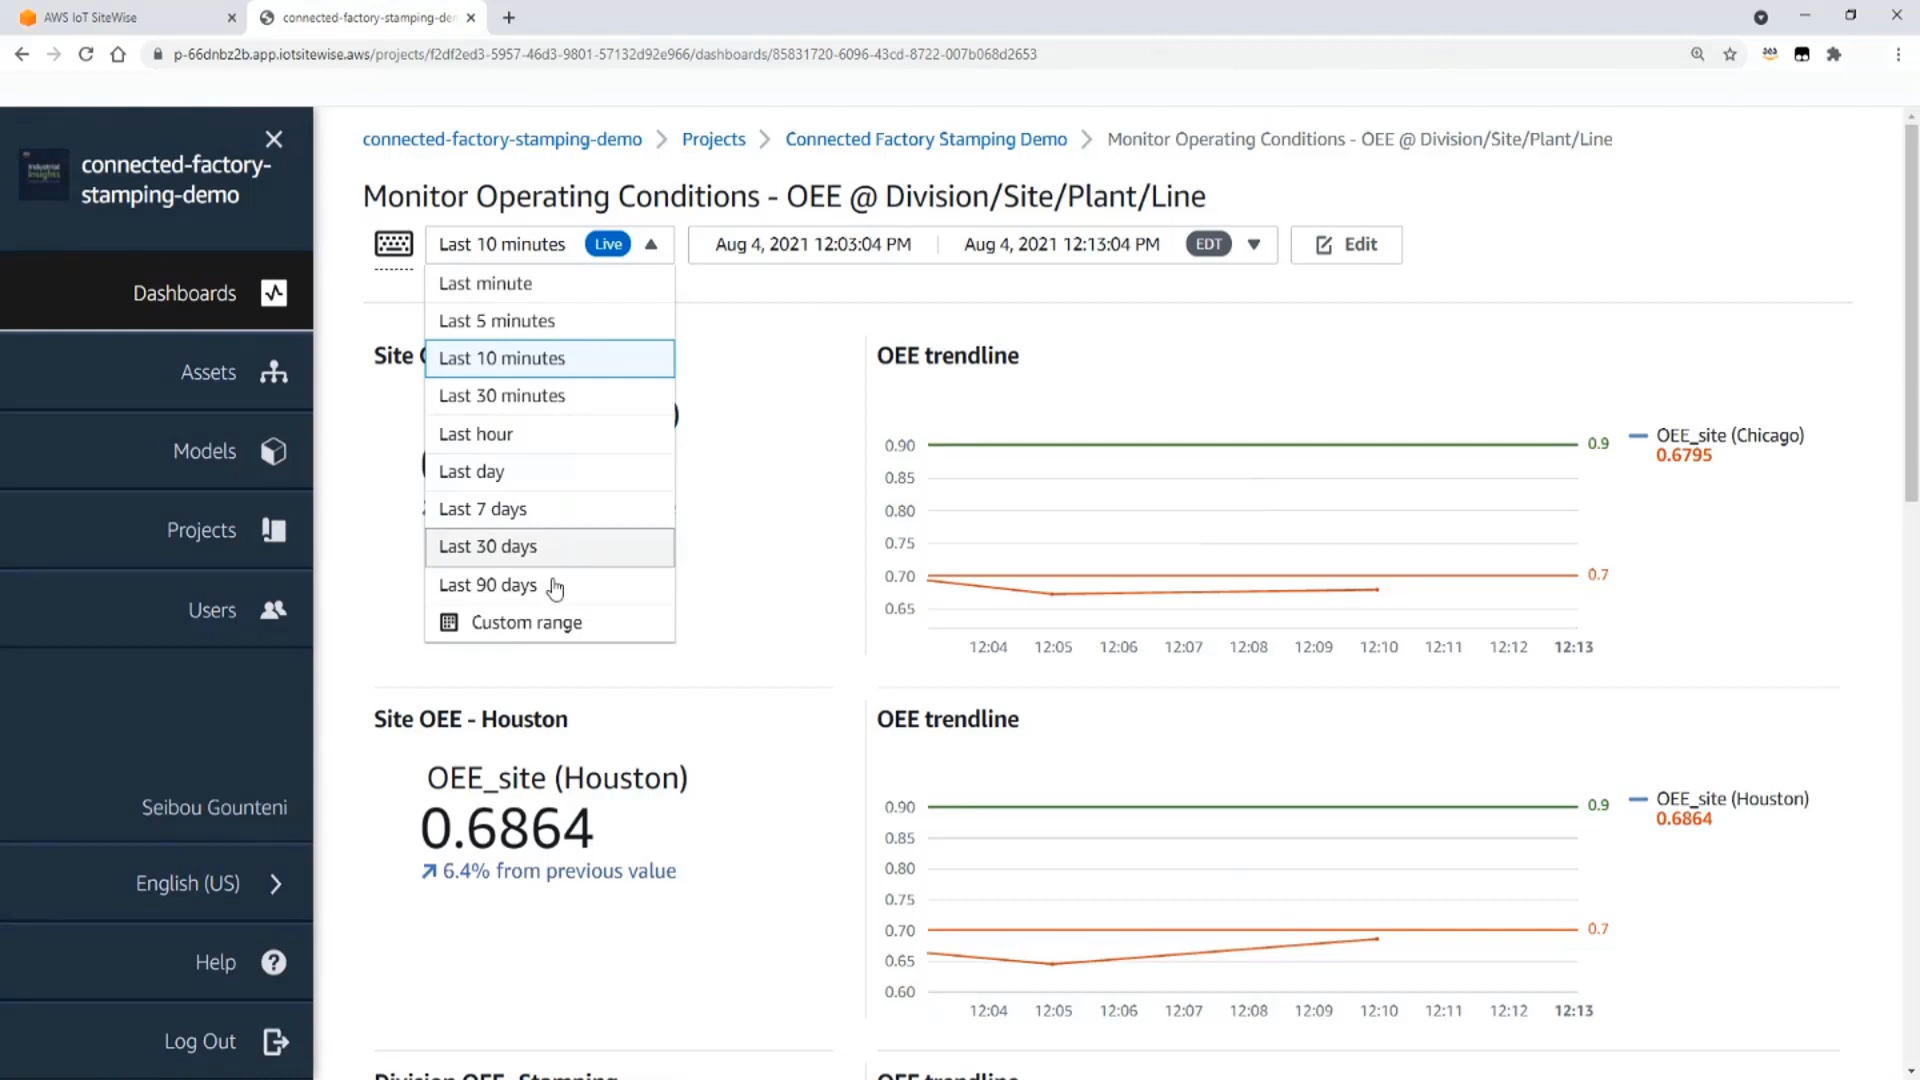 AWS IoT SiteWise
connected-factory-stamping-de
p-66dnbz2b.app.iotsitewise.aws/projects/f2df2ed3-5957-46d3-9801-57132d92e966/dashboards/85831720-6096-43cd-8722-007b068d2653
connected-factory-
stamping-demo
Dashboards
Assets
Models
Projects
Users
Seibou Gounteni
English (US)
Help
Log Out
connected-factory-stamping-demo
Projects
Connected Factory Stamping Demo
Monitor Operating Conditions - OEE @ Division/Site/Plant/Line
Monitor Operating Conditions - OEE @ Division/Site/Plant/Line
Last 10 minutes Live
Aug 4, 2021 12:03:04 PM
Aug 4, 2021 12:13:04 PM EDT
Edit
Last minute
Last 5 minutes
Last 10 minutes
Last 30 minutes
Last hour
Last day
Last 7 days
Last 30 days
Last 90 days
Custom range
Site
OEE trendline
0.90
0.85
0.80
0.75
0.70
0.65
0.9
0.7
12:04 12:05 12:06 12:07 12:08 12:09 12:10 12:11 12:12 12:13
OEE_site (Chicago)
0.6795
Site OEE - Houston
OEE_site (Houston)
0.6864
6.4% from previous value
OEE trendline
0.90
0.85
0.80
0.75
0.70
0.65
0.60
0.9
0.7
12:04 12:05 12:06 12:07 12:08 12:09 12:10 12:11 12:12 12:13
OEE_site (Houston)
0.6864
Division OEE - Stamping
OEE trendline